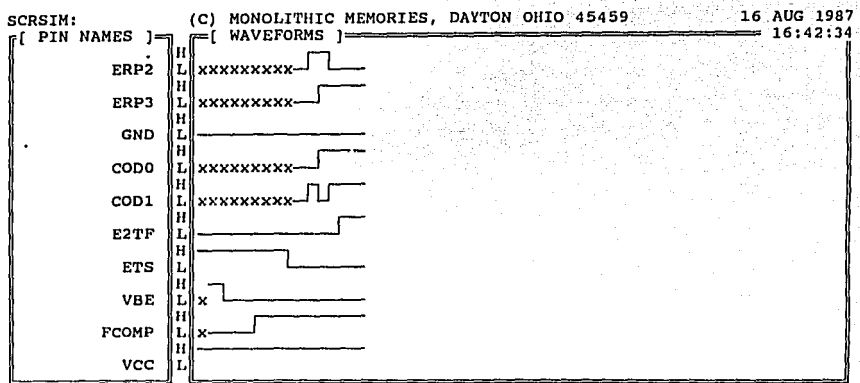 SCRSIM: (C) MONOLITHIC MEMORIES, DAYTON OHIO 45459 16 AUG 1987
[ PIN NAMES ] [ WAVEFORMS ] 16:42:34
H
ERP2 L xxxxxxxxx
H
ERP3 L xxxxxxxxx
H
GND L
H
COD0 L xxxxxxxxx
H
COD1 L xxxxxxxxx
H
E2TF L
H
ETS L
H
VBE L x
H
FCOMP L x
H
VCC L